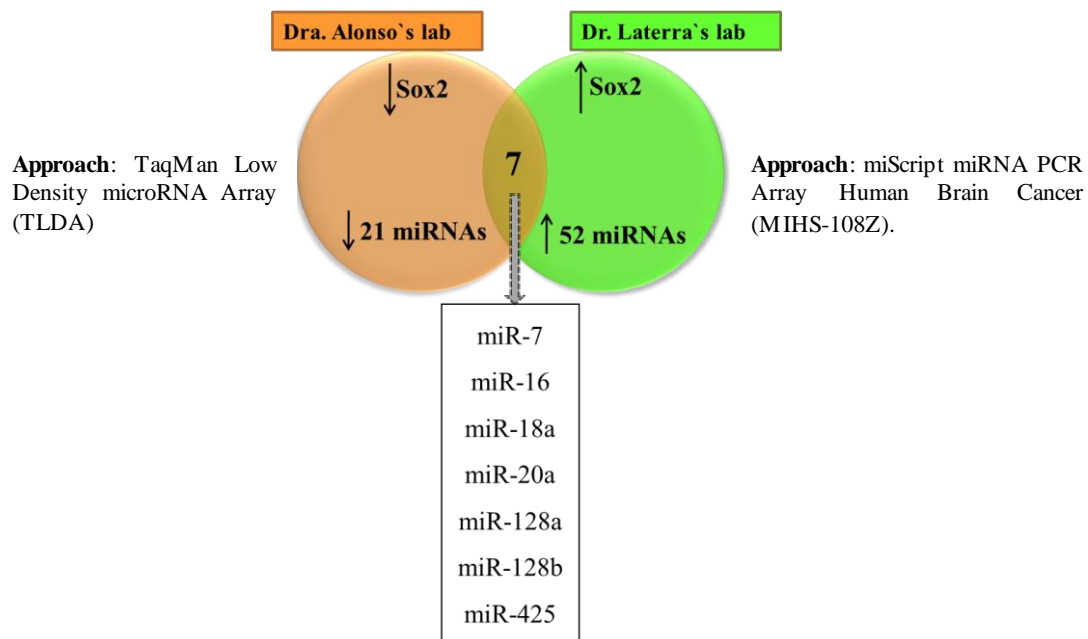 Dra. Alonso`s lab
Dr. Laterra`s lab
↓Sox2
↑Sox2
Approach: TaqMan Low
Density microRNA Array
(TLDA)
7
Approach: miScript miRNA PCR
Array Human Brain Cancer
(MIHS-108Z).
↓21 miRNAs
↑52 miRNAs
miR-7
miR-16
miR-18a
miR-20a
miR-128a
miR-128b
miR-425